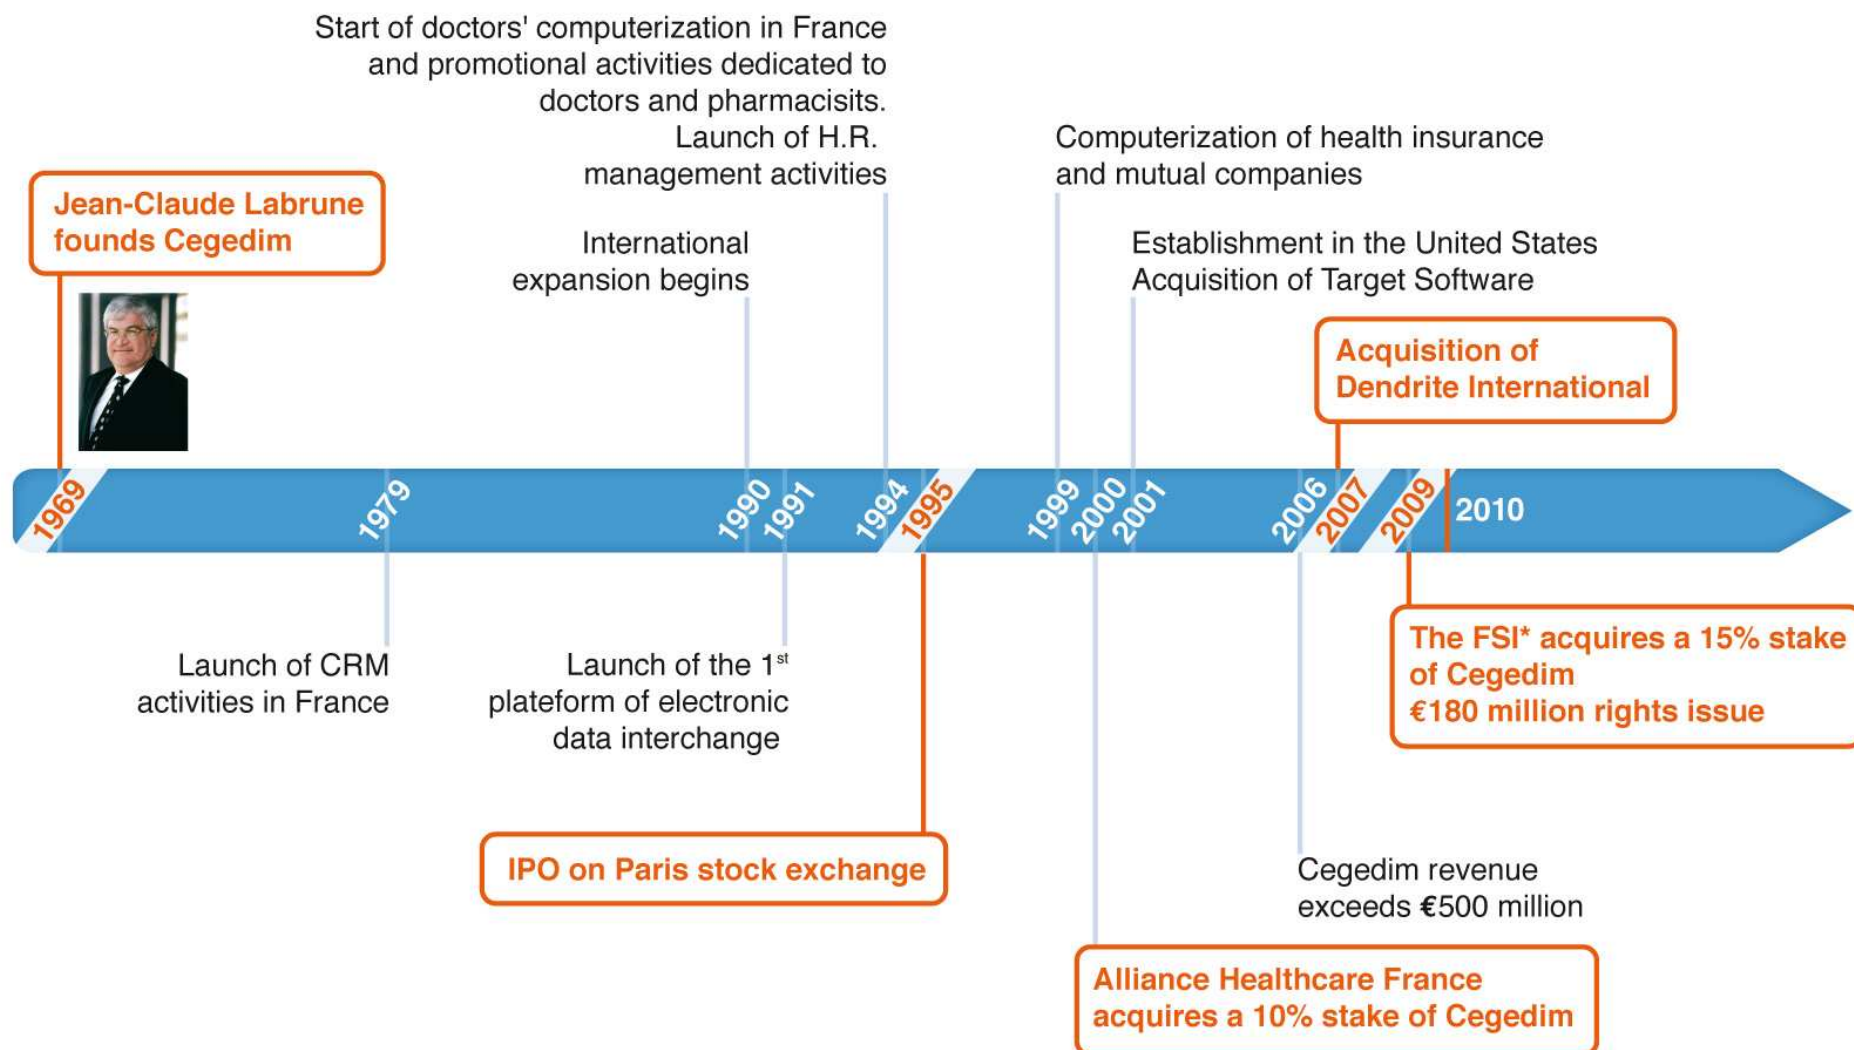 Start of doctors' computerization in France
and promotional activities dedicated to
doctors and pharmacisits.
Launch of H.R.
management activities
Computerization of health insurance
and mutual companies
Jean-Claude Labrune
founds Cegedim
International
expansion begins
Establishment in the United States
Acquisition of Target Software
Acquisition of
Dendrite International
1969
1979
1990
1991
1994
1995
1999
2000
2001
2006
2007
2009
2010
Launch of CRM
activities in France
Launch of the 1st
plateform of electronic
data interchange
The FSI* acquires a 15% stake
of Cegedim
€180 million rights issue
IPO on Paris stock exchange
Cegedim revenue
exceeds €500 million
Alliance Healthcare France
acquires a 10% stake of Cegedim